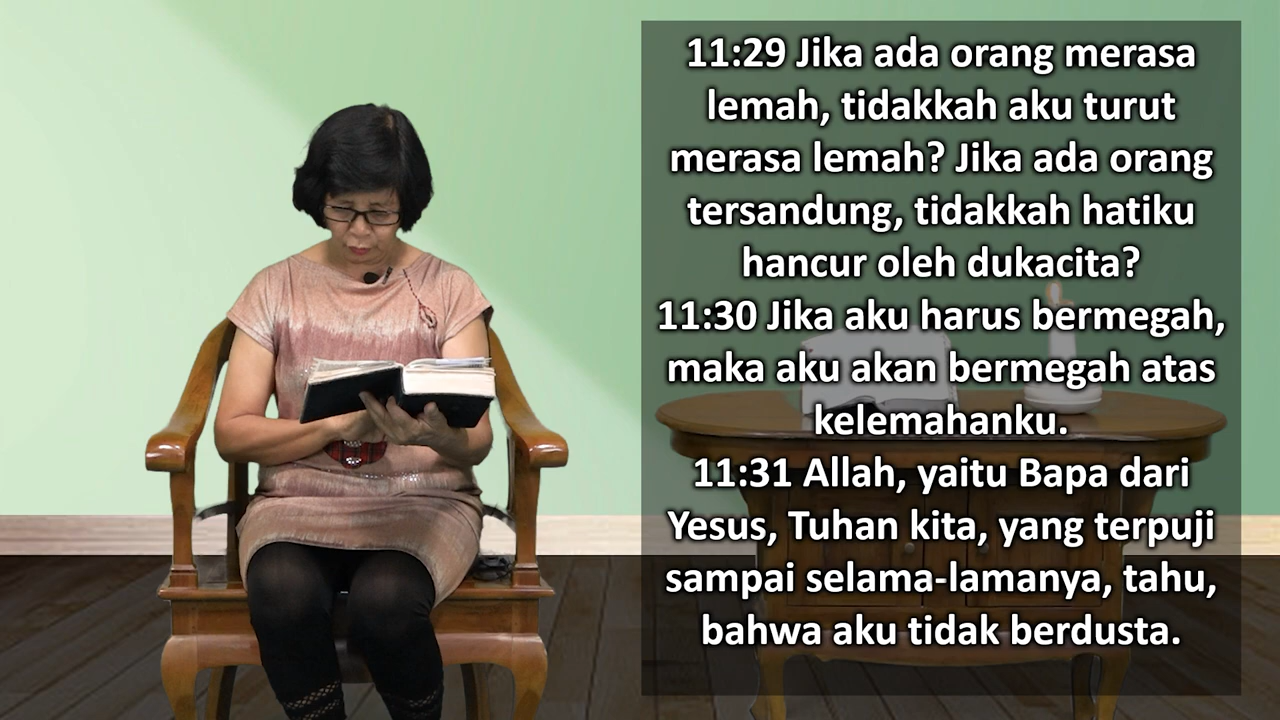 11:29 Jika ada orang merasa
lemah, tidakkah aku turut
merasa lemah? Jika ada orang
tersandung, tidakkah hatiku
hancur oleh dukacita?
11:30 Jika aku harus bermegah,
maka aku akan bermegah atas
kelemahanku.
11:31 Allah, yaitu Bapa dari
Yesus, Tuhan kita, yang terpuji
sampai selama-lamanya, tahu,
bahwa aku tidak berdusta.